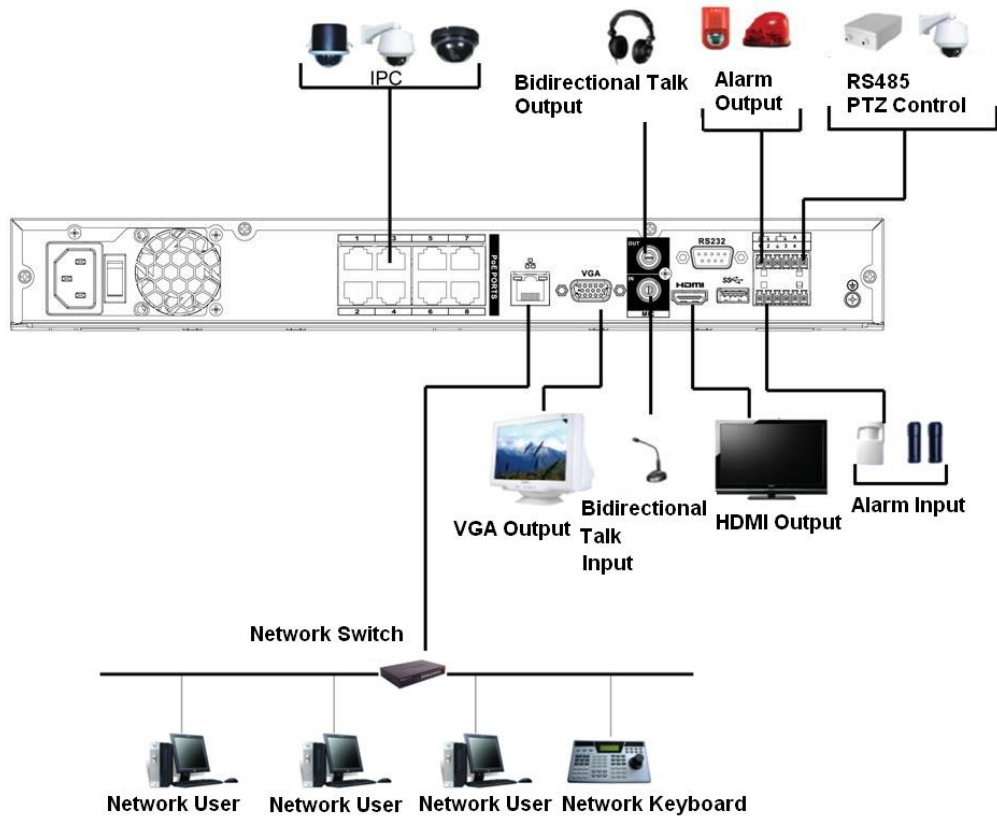 IPC
Bidirectional Talk
Output
Alarm
Output
RS485
PTZ Control
1 3 5 7
PoE PORTS
2 4 6 8
VGA
OUT
IN
RS232
HDMI
SS
VGA Output
Bidirectional
Talk
Input
HDMI Output
Alarm Input
Network Switch
Network User
Network User
Network User
Network Keyboard